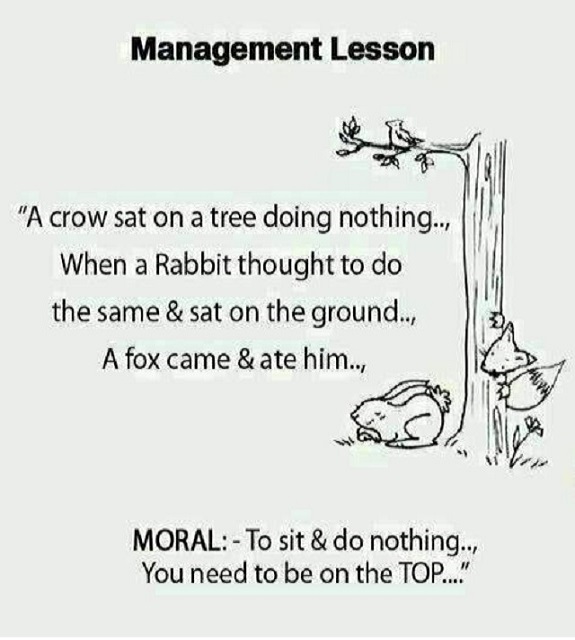 Management Lesson
"A crow sat on a tree doing nothing..,
When a Rabbit thought to do
the same & sat on the ground..,
A fox came & ate him..,
MORAL: - To sit & do nothing..,
You need to be on the TOP...."